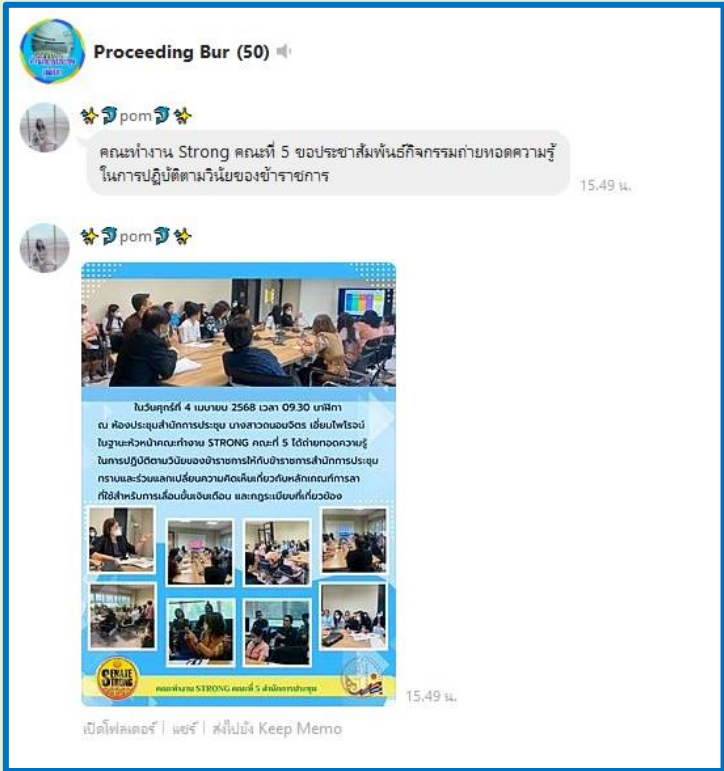 Proceeding Bur (50)
pom
คณะทำงาน Strong คณะที่ 5 ขอประชาสัมพันธ์กิจกรรมถ่ายทอดความรู้
ในการปฏิบัติตามวินัยของข้าราชการ
15.49 น.
pom
ในวันศุกร์ที่ 4 เมษายน 2568 เวลา 09.30 นาฬิกา
ณ ห้องประชุมสำนักการประชุม นางสาวถนอมจิตร เอี่ยมไพโรจน์
ในฐานะหัวหน้าคณะทำงาน STRONG คณะที่ 5 ได้ถ่ายทอดความรู้
ในการปฏิบัติตามวินัยของข้าราชการให้กับข้าราชการสำนักการประชุม
ทราบและร่วมแลกเปลี่ยนความคิดเห็นเกี่ยวกับหลักเกณฑ์การลา
ที่ใช้สำหรับการเลื่อนขั้นเงินเดือน และกฎระเบียบที่เกี่ยวข้อง
SENATE
STRONG
คณะทำงาน STRONG คณะที่ 5 สำนักการประชุม
15.49 น.
เปิดโฟลเดอร์ | แชร์ | ส่งไปยัง Keep Memo